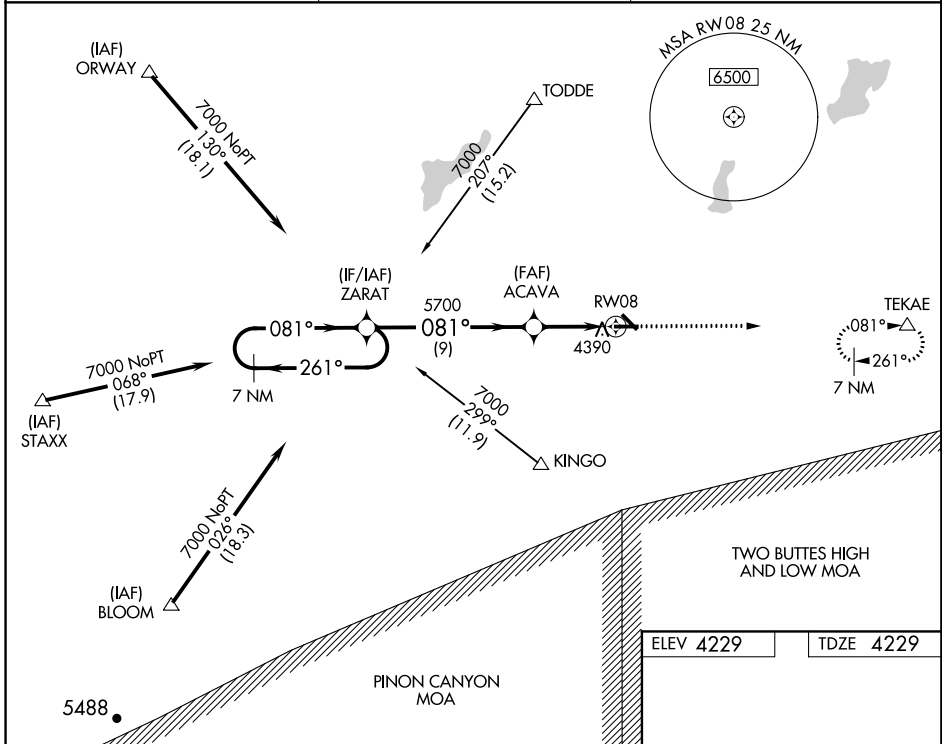 MSA RW08 25 NM
6500
(IAF)
ORWAY
7000 NoPT
130°
(18.1)
TODDE
7000
207°
(15.2)
(IF/IAF)
ZARAT
(FAF)
ACAVA
RW08
5700
081°
081°
(9)
4390
261°
7 NM
TEKAE
081°
261°
7 NM
7000 NoPT
068°
(17.9)
(IAF)
STAXX
7000
299°
(11.9)
KINGO
7000 NoPT
026°
(18.3)
(IAF)
BLOOM
TWO BUTTES HIGH
AND LOW MOA
PINON CANYON
MOA
ELEV 4229
TDZE 4229
5488